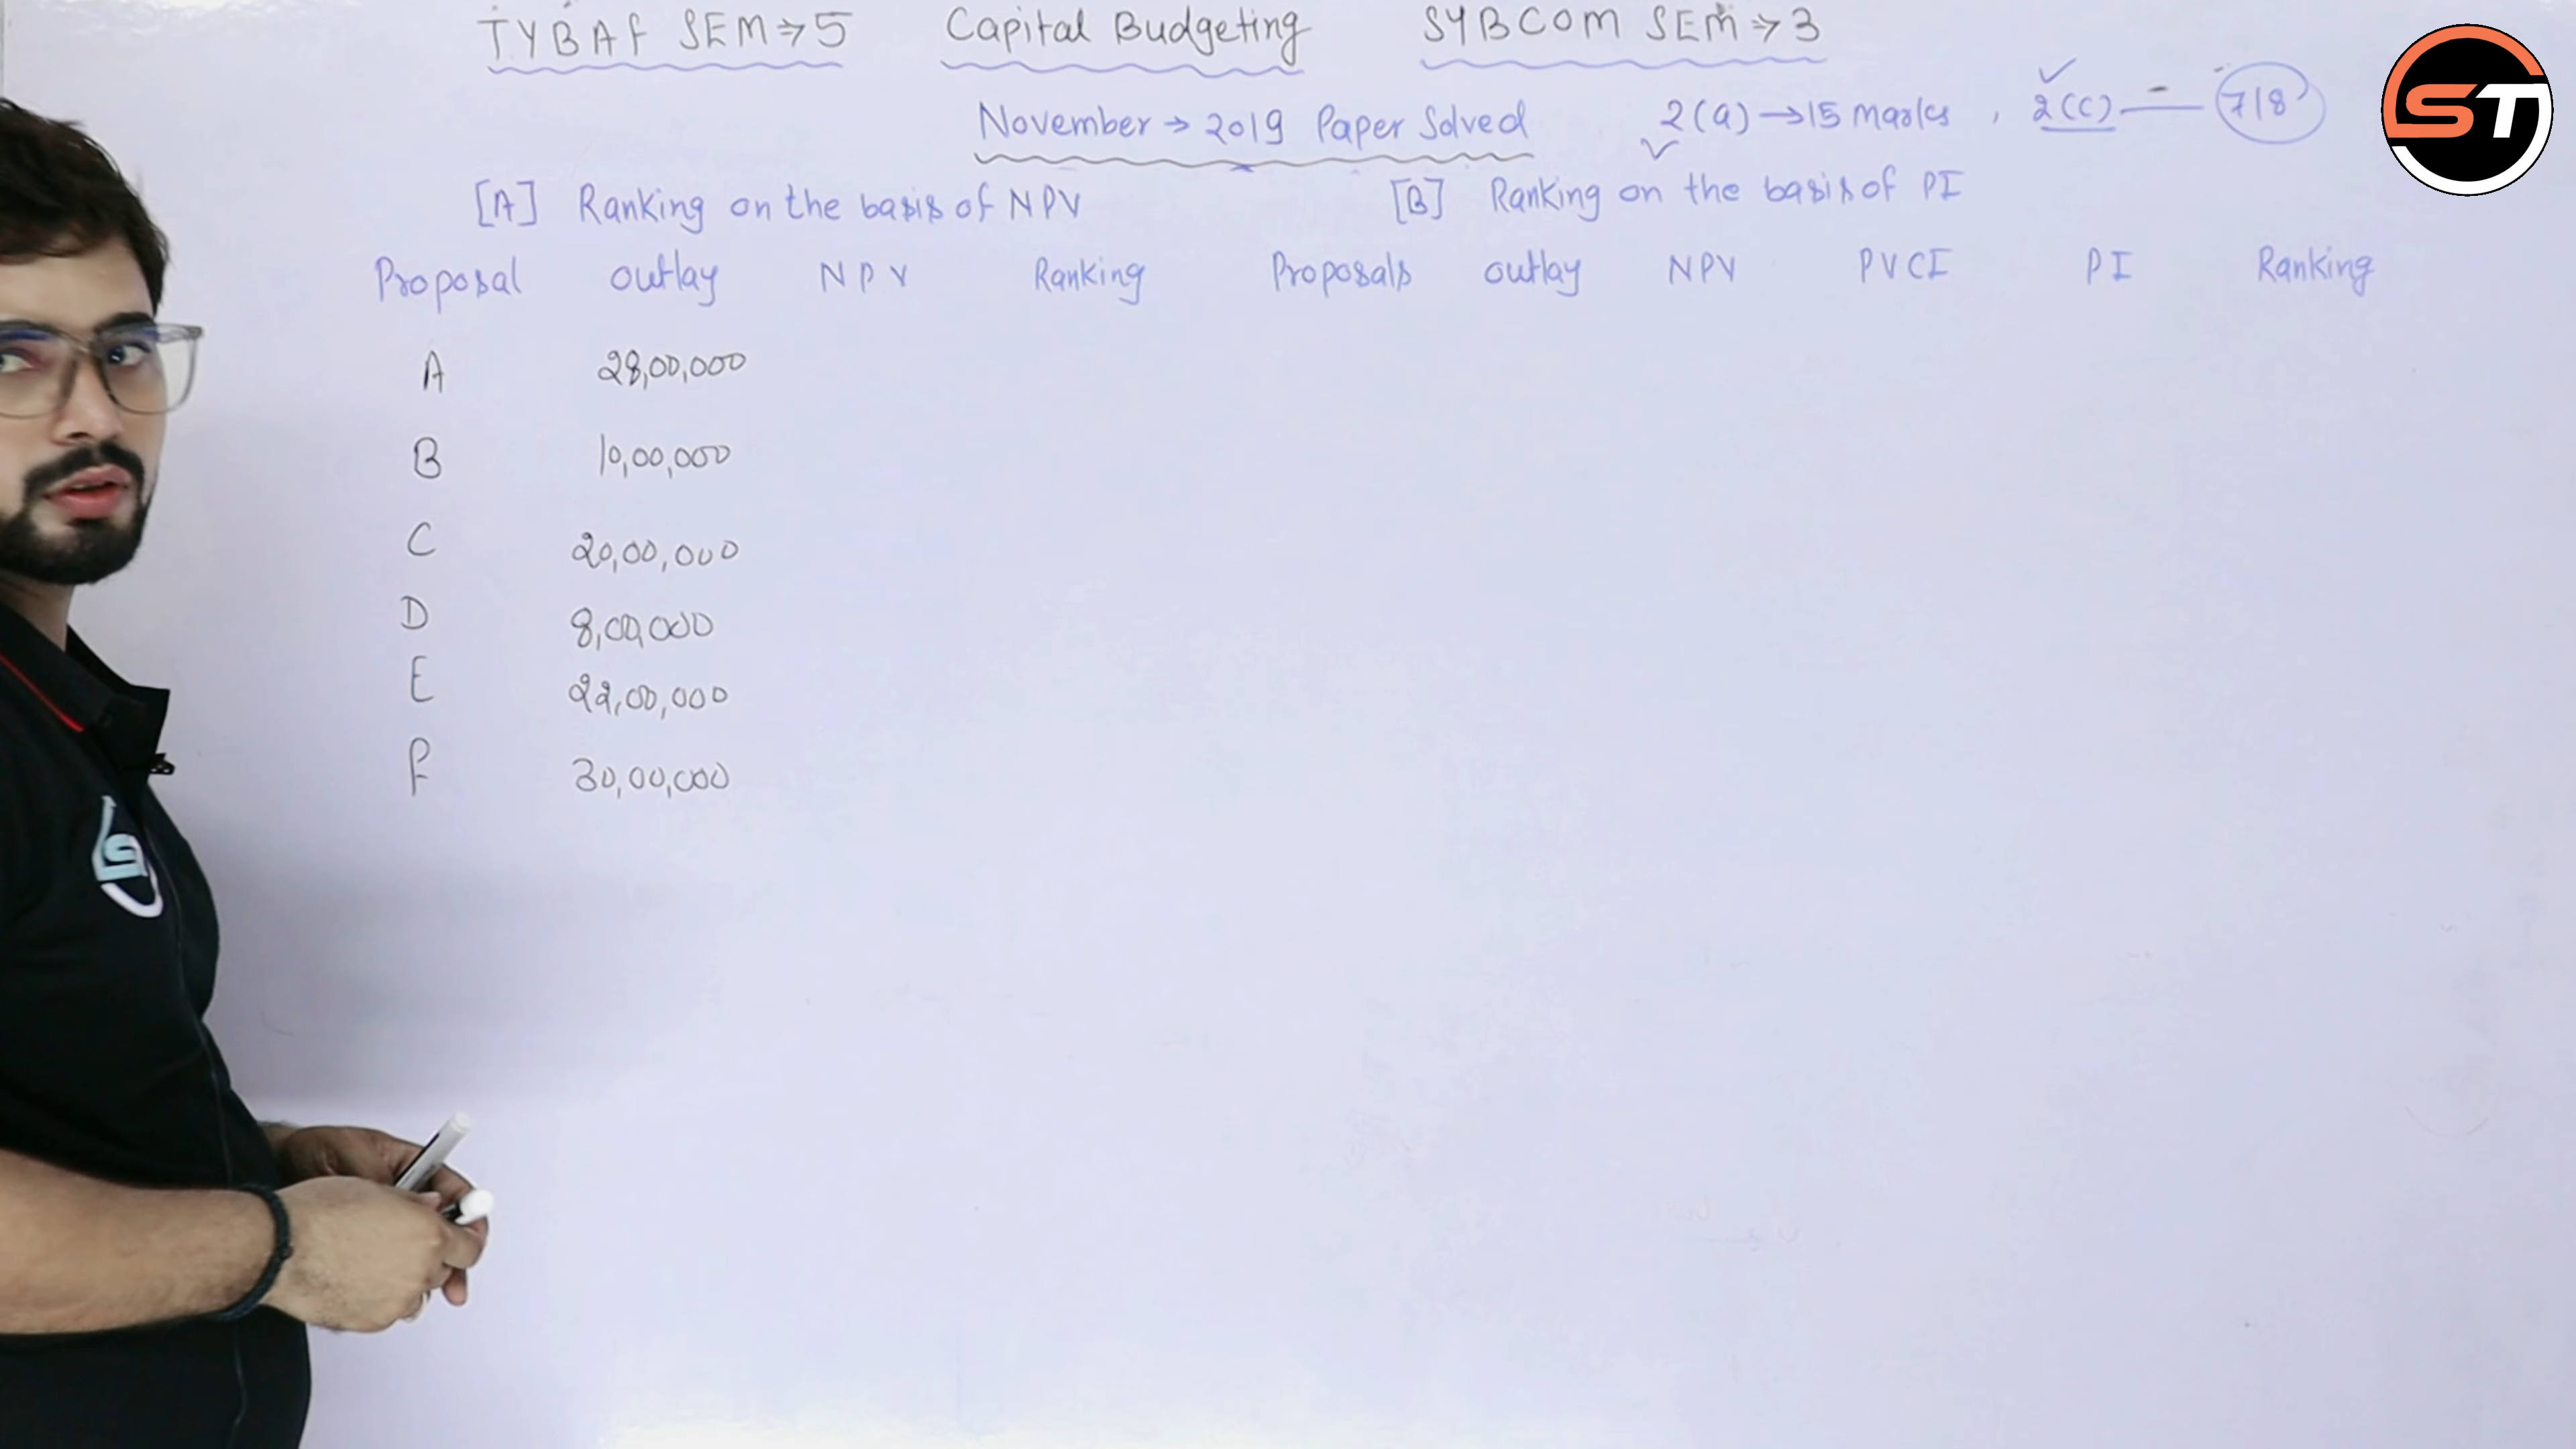 TYBAF SEM→5 Capital Budgeting SYBCOM SEM→3
November→2019 Paper Solved 2(a)→15 Marks, 2(c)— 7/8
[A] Ranking on the basis of NPV [B] Ranking on the basis of PI
Proposal outlay NPV Ranking Proposals outlay NPV PVCI PI Ranking
A 28,00,000
B 10,00,000
C 20,00,000
D 8,00,000
E 22,00,000
F 30,00,000
ST